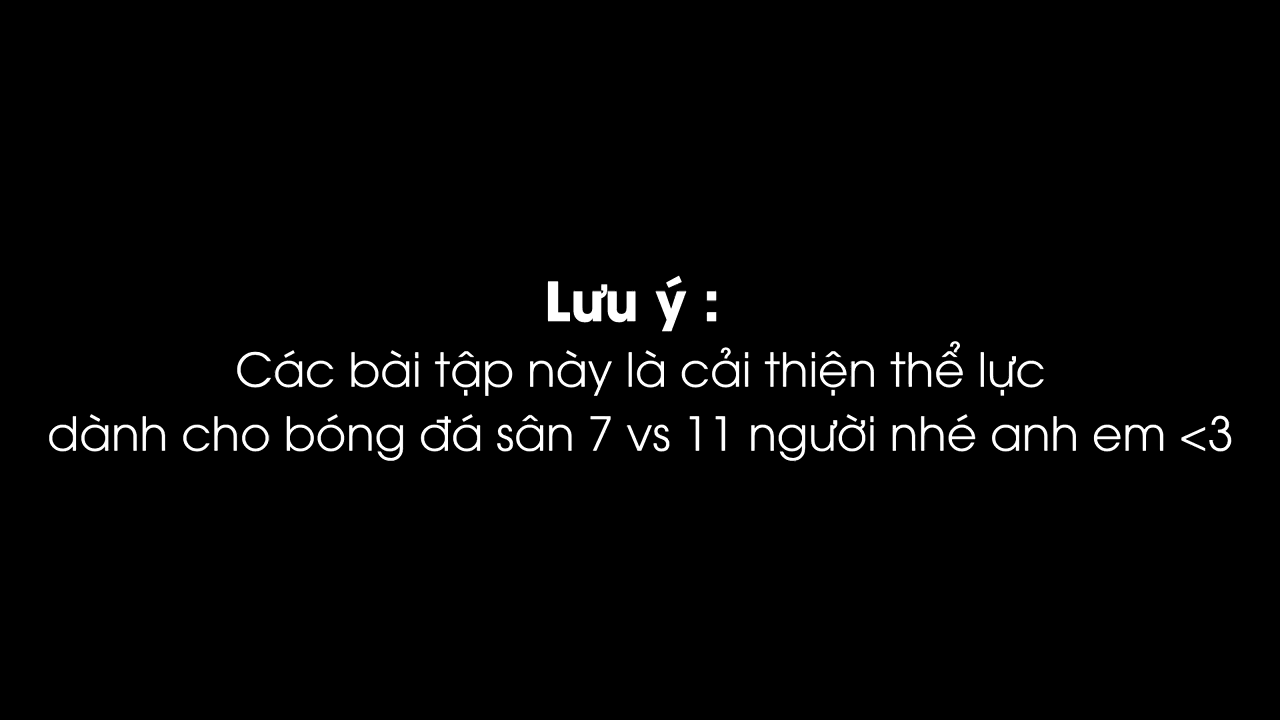 Lưu ý :
Các bài tập này là cải thiện thể lực
dành cho bóng đá sân 7 vs 11 người nhé anh em <3